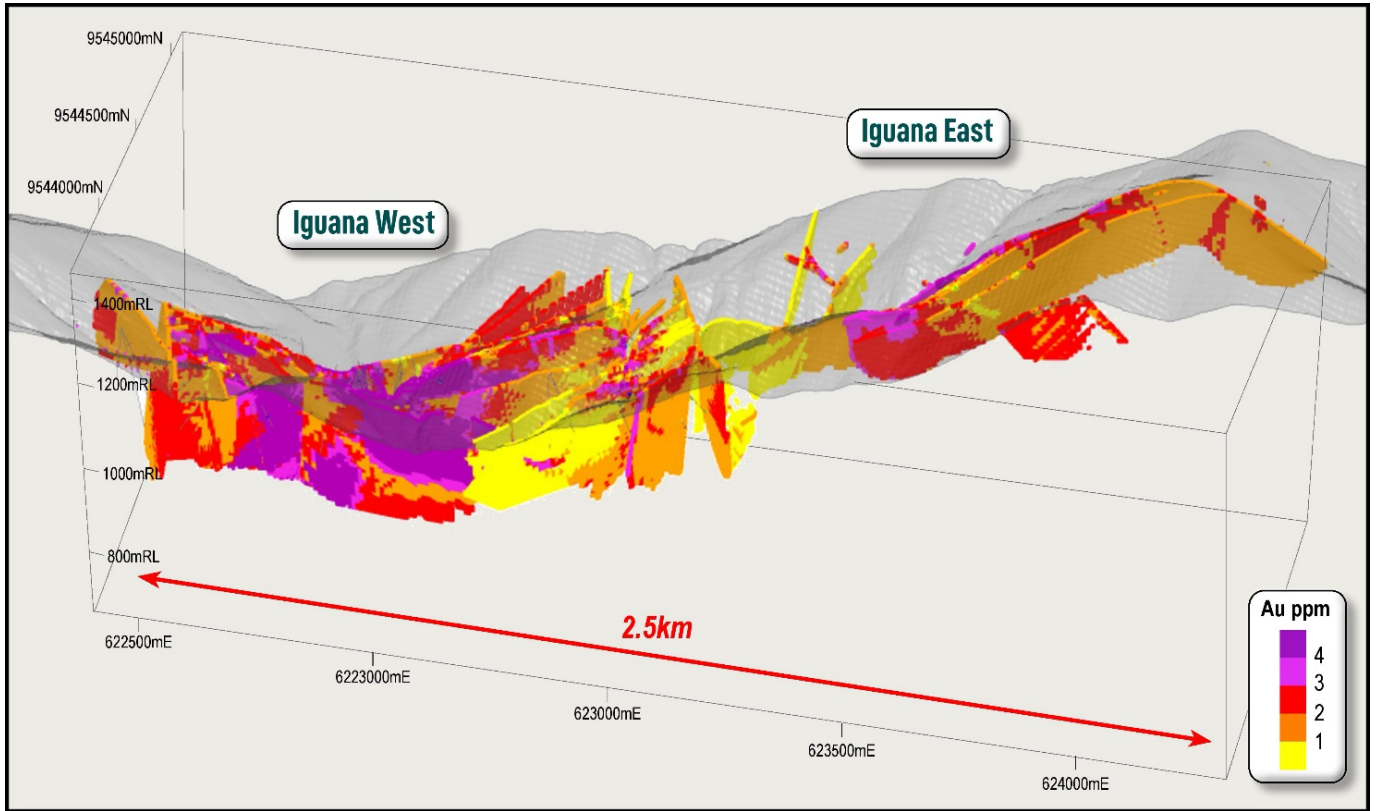 9545000mN
9544500mN
9544000mN
Iguana East
Iguana West
1400mRL
1200mRL
1000mRL
800mRL
2.5km
622500mE
6223000mE
623000mE
623500mE
624000mE
Au ppm
4
3
2
1